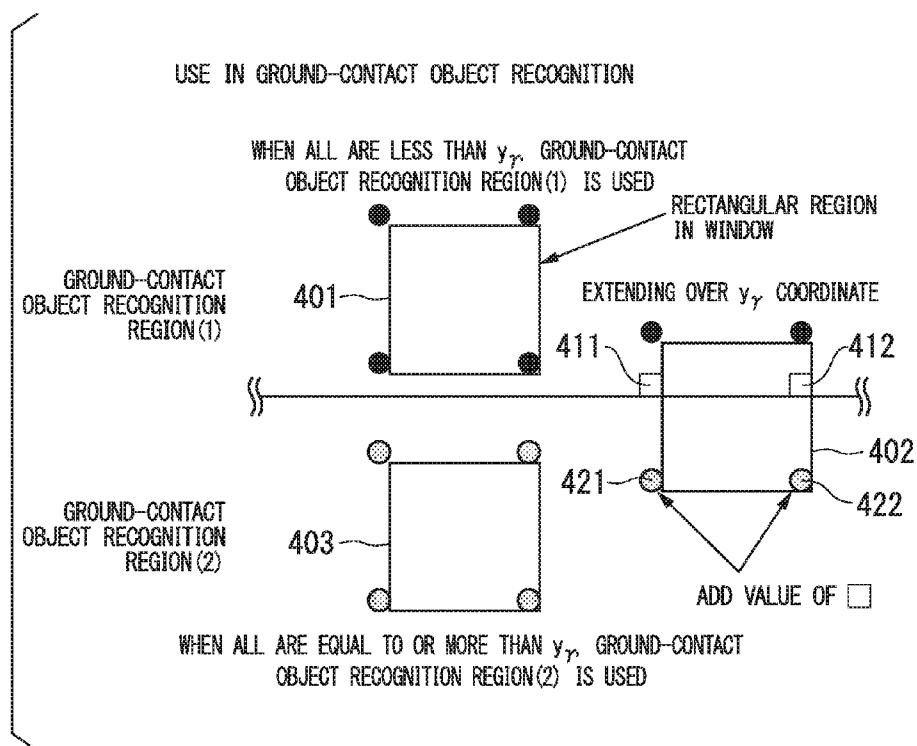 USE IN GROUND-CONTACT OBJECT RECOGNITION
WHEN ALL ARE LESS THAN yγ, GROUND-CONTACT
OBJECT RECOGNITION REGION(1) IS USED
RECTANGULAR REGION
IN WINDOW
GROUND-CONTACT
OBJECT RECOGNITION
REGION(1)
401
EXTENDING OVER yγ COORDINATE
411
412
402
421
422
GROUND-CONTACT
OBJECT RECOGNITION
REGION(2)
403
ADD VALUE OF □
WHEN ALL ARE EQUAL TO OR MORE THAN yγ, GROUND-CONTACT
OBJECT RECOGNITION REGION(2) IS USED